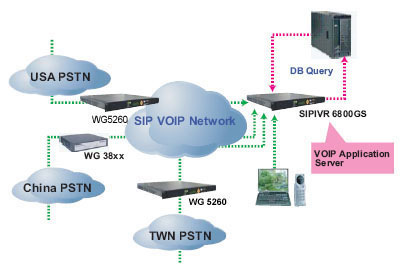 USA PSTN
DB Query
WG5260
SIP VOIP Network
SIPIVR 6800GS
WG 38xx
VOIP Application
Server
China PSTN
WG 5260
TWN PSTN